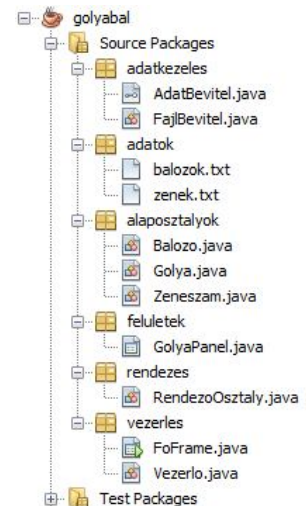 golyabal
Source Packages
adatkezeles
AdatBevitel.java
FajlBevitel.java
adatok
balozok.txt
zenek.txt
alaposztalyok
Balozo.java
Golya.java
Zeneszam.java
feluletek
GolyaPanel.java
rendezes
RendezoOsztaly.java
vezerles
FoFrame.java
Vezerlo.java
Test Packages